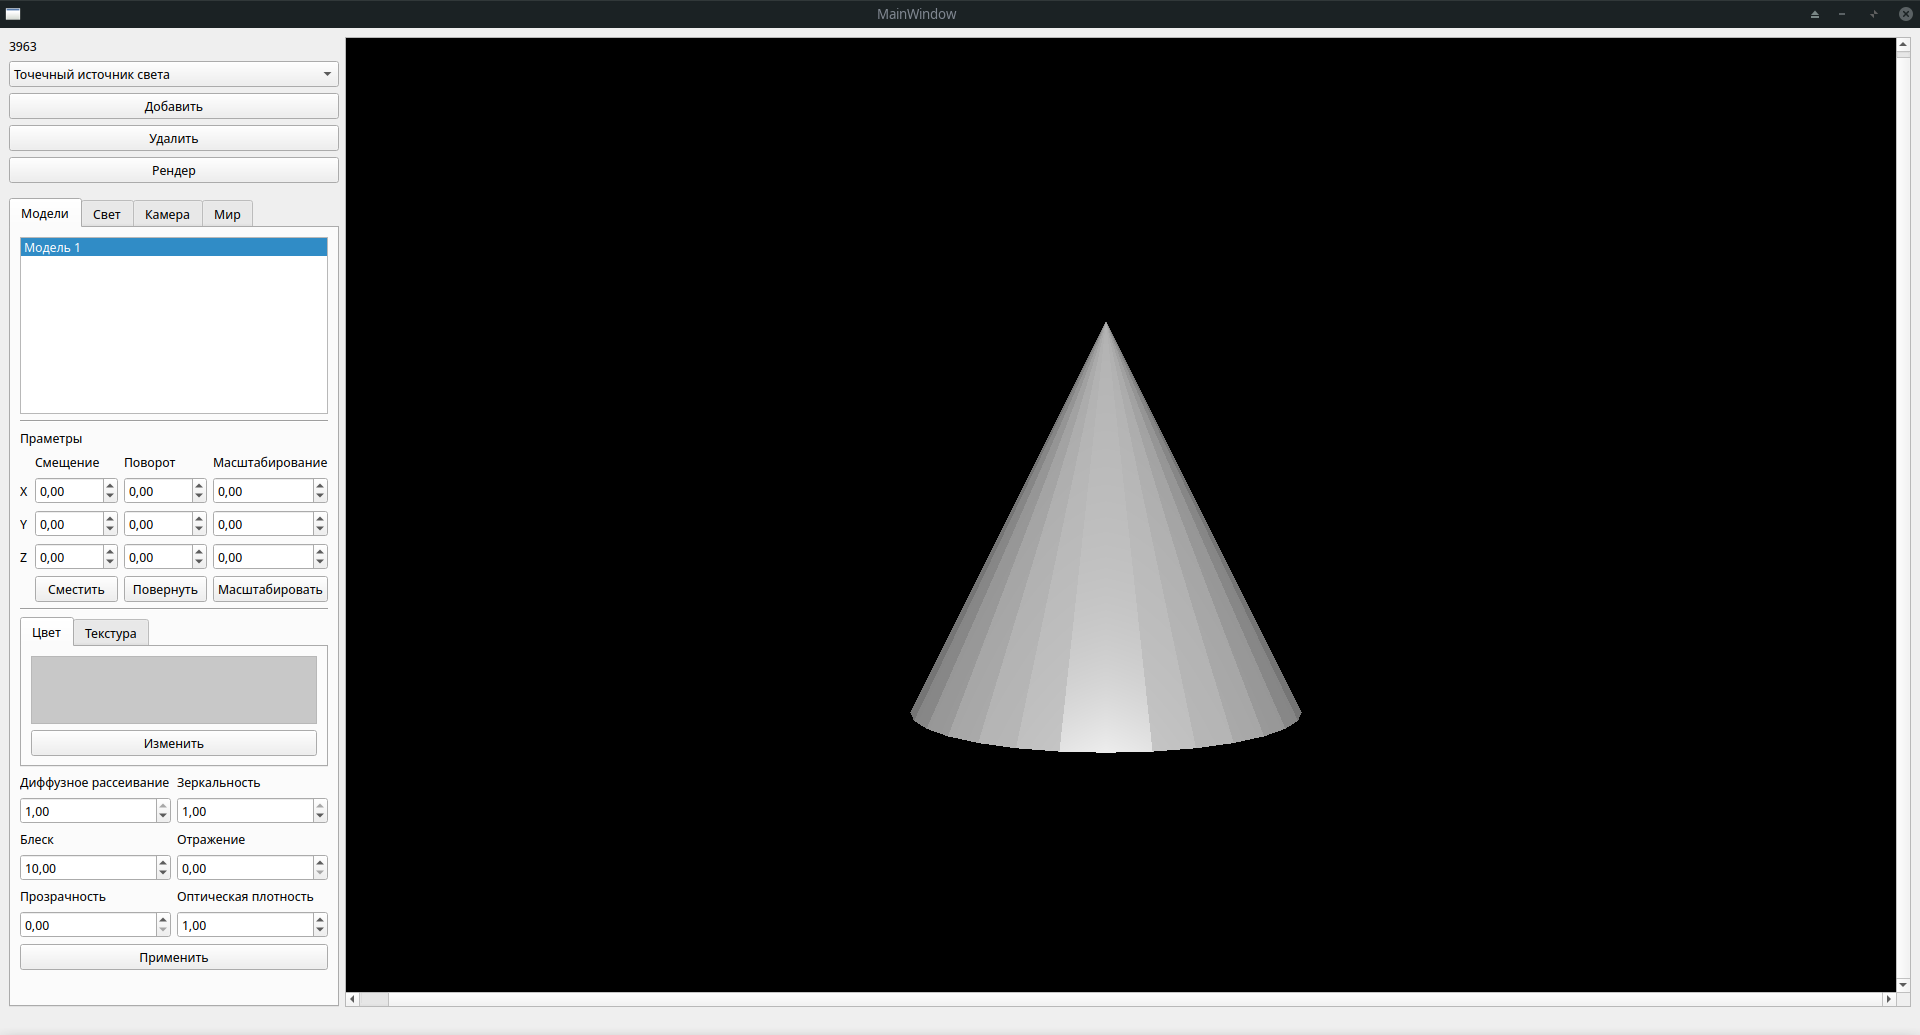 MainWindow
3963
Точечный источник света
Добавить
Удалить
Рендер
Модели Свет Камера Мир
Модель 1
Праметры
Смещение Поворот Масштабирование
X 0,00 0,00 0,00
Y 0,00 0,00 0,00
Z 0,00 0,00 0,00
Сместить Повернуть Масштабировать
Цвет Текстура
Изменить
Диффузное рассеивание Зеркальность
1,00 1,00
Блеск Отражение
10,00 0,00
Прозрачность Оптическая плотность
0,00 1,00
Применить